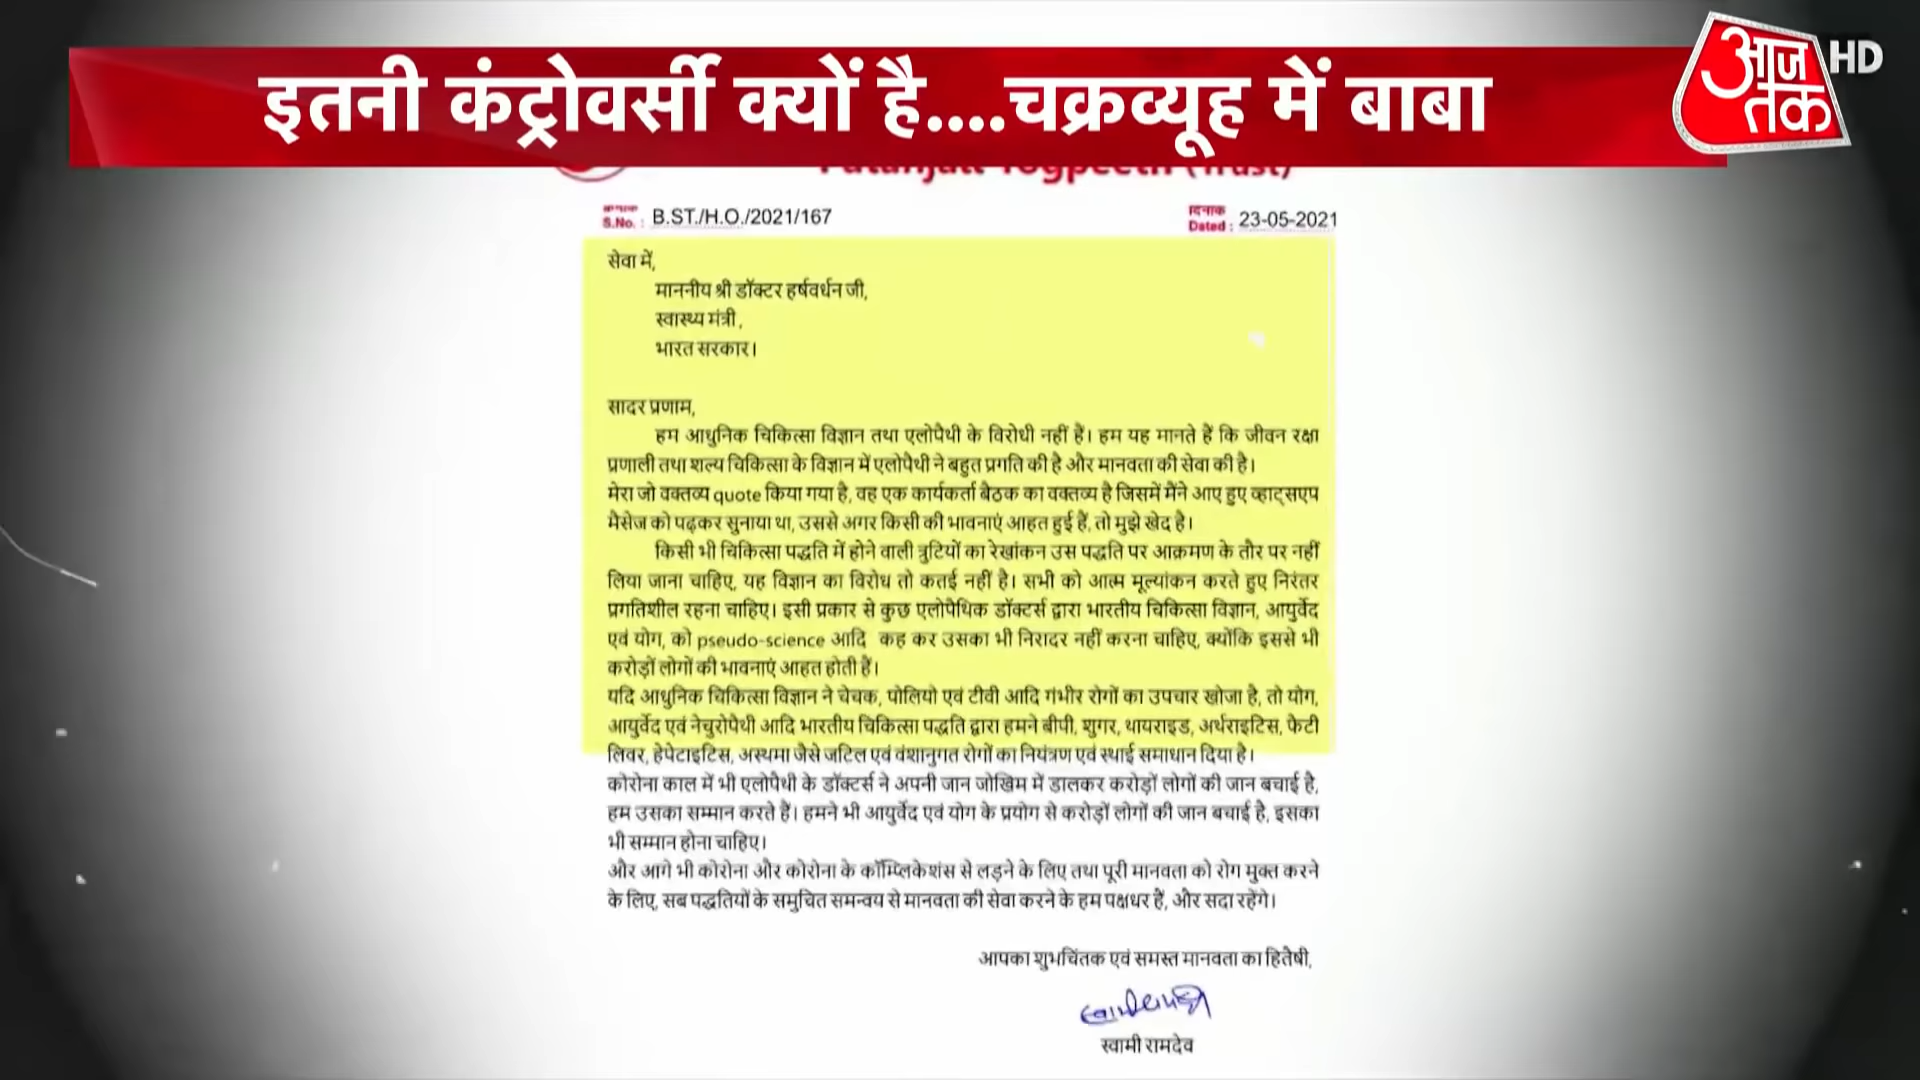 इतनी कंट्रोवर्सी क्यों है....चक्रव्यूह में बाबा
आज तक HD
Patanjali Yogpeeth (Trust)
क्रमांक
S.No. : B.ST./H.O./2021/167
दिनांक
Dated : 23-05-2021
सेवा में,
माननीय श्री डॉक्टर हर्षवर्धन जी,
स्वास्थ्य मंत्री,
भारत सरकार।
सादर प्रणाम,
हम आधुनिक चिकित्सा विज्ञान तथा एलोपैथी के विरोधी नहीं हैं। हम यह मानते हैं कि जीवन रक्षा
प्रणाली तथा शल्य चिकित्सा के विज्ञान में एलोपैथी ने बहुत प्रगति की है और मानवता की सेवा की है।
मेरा जो वक्तव्य quote किया गया है, वह एक कार्यकर्ता बैठक का वक्तव्य है जिसमें मैंने आए हुए व्हाट्सएप
मैसेज को पढ़कर सुनाया था, उससे अगर किसी की भावनाएं आहत हुई हैं, तो मुझे खेद है।
किसी भी चिकित्सा पद्धति में होने वाली त्रुटियों का रेखांकन उस पद्धति पर आक्रमण के तौर पर नहीं
लिया जाना चाहिए, यह विज्ञान का विरोध तो कतई नहीं है। सभी को आत्म मूल्यांकन करते हुए निरंतर
प्रगतिशील रहना चाहिए। इसी प्रकार से कुछ एलोपैथिक डॉक्टर्स द्वारा भारतीय चिकित्सा विज्ञान, आयुर्वेद
एवं योग, को pseudo-science आदि कह कर उसका भी निरादर नहीं करना चाहिए, क्योंकि इससे भी
करोड़ों लोगों की भावनाएं आहत होती हैं।
यदि आधुनिक चिकित्सा विज्ञान ने चेचक, पोलियो एवं टीवी आदि गंभीर रोगों का उपचार खोजा है, तो योग,
आयुर्वेद एवं नेचुरोपैथी आदि भारतीय चिकित्सा पद्धति द्वारा हमने बीपी, शुगर, थायराइड, अर्थराइटिस, फैटी
लिवर, हेपेटाइटिस, अस्थमा जैसे जटिल एवं वंशानुगत रोगों का नियंत्रण एवं स्थाई समाधान दिया है।
कोरोना काल में भी एलोपैथी के डॉक्टर्स ने अपनी जान जोखिम में डालकर करोड़ों लोगों की जान बचाई है,
हम उसका सम्मान करते हैं। हमने भी आयुर्वेद एवं योग के प्रयोग से करोड़ों लोगों की जान बचाई है, इसका
भी सम्मान होना चाहिए।
और आगे भी कोरोना और कोरोना के कॉम्प्लिकेशंस से लड़ने के लिए तथा पूरी मानवता को रोग मुक्त करने
के लिए, सब पद्धतियों के समुचित समन्वय से मानवता की सेवा करने के हम पक्षधर हैं, और सदा रहेंगे।
आपका शुभचिंतक एवं समस्त मानवता का हितैषी,
स्वामी रामदेव